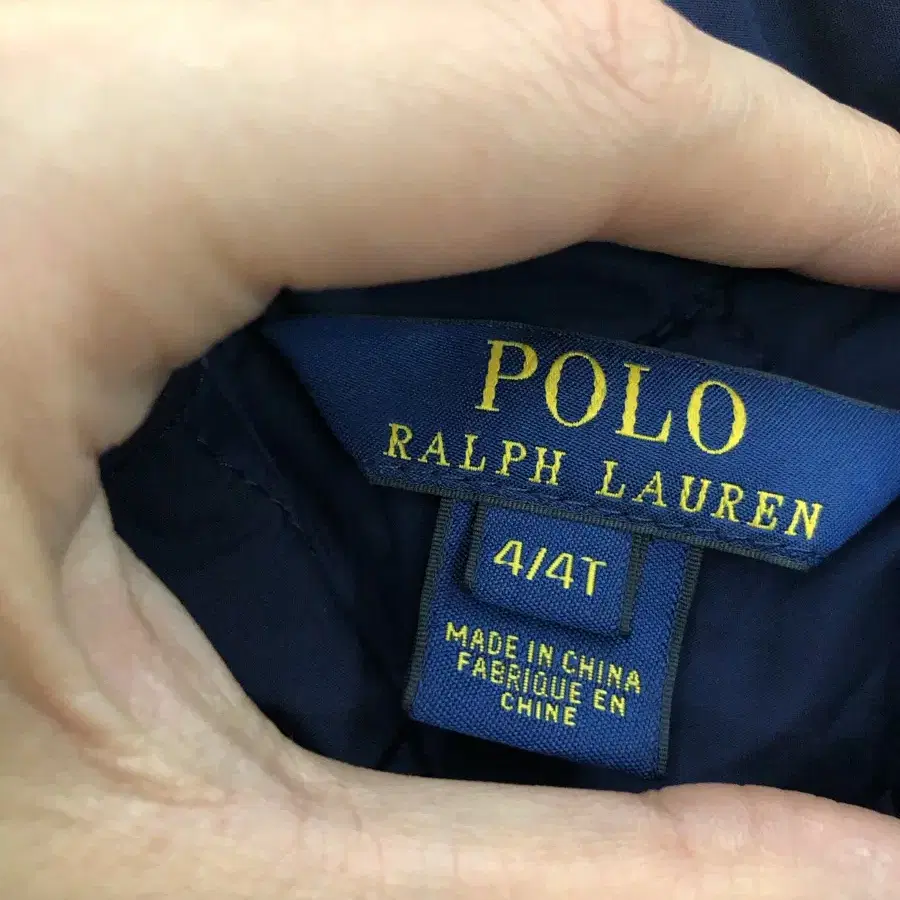 POLO
RALPH LAUREN
4/4T
MADE IN CHINA
FABRIQUE EN
CHINE